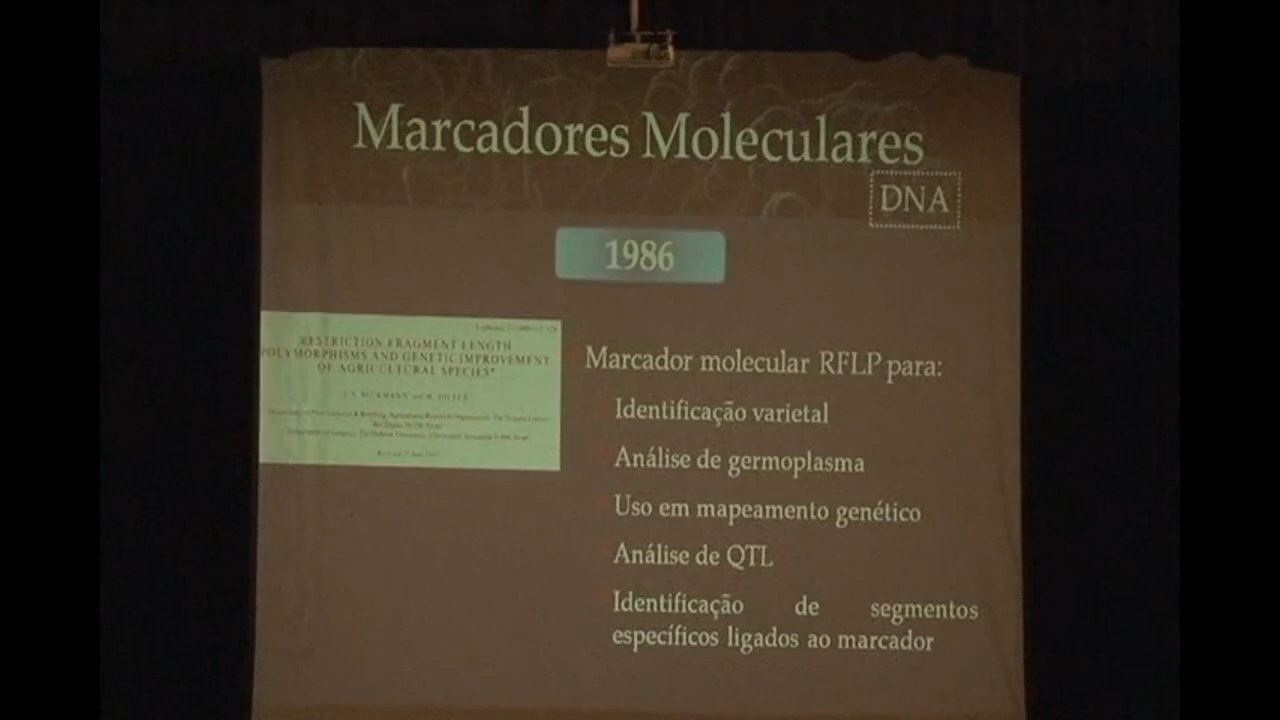 Marcadores Moleculares
DNA
1986
RESTRICTION FRAGMENT LENGTH
POLYMORPHISMS AND GENETIC IMPROVEMENT
OF AGRICULTURAL SPECIES*
Marcador molecular RFLP para:
Identificação varietal
Análise de germoplasma
Uso em mapeamento genético
Análise de QTL
Identificação de segmentos
específicos ligados ao marcador